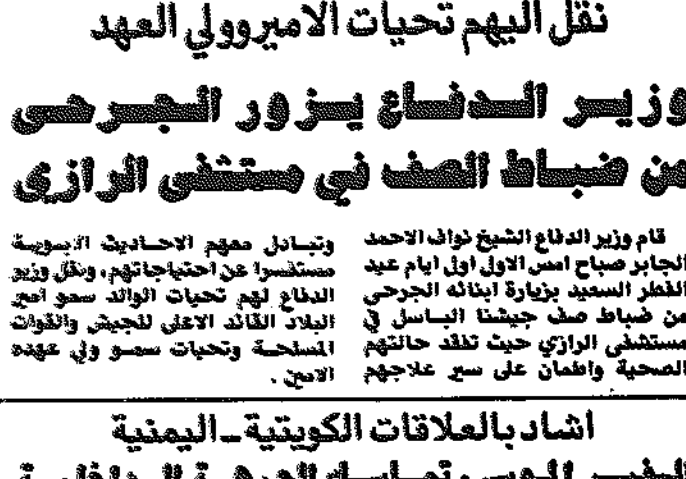 نقل اليهم تحيات الامير وولي العهد
وزير الدفاع يزور الجرحى
من ضباط الصف في مستشفى الرازي
قام وزير الدفاع الشيخ نواف الاحمد
الجابر صباح امس الاول اول ايام عيد
الفطر السعيد بزيارة ابنائه الجرحى
من ضباط صف جيشنا الباسل في
مستشفى الرازي حيث تفقد حالتهم
الصحية واطمان على سير علاجهم
وتبادل معهم الاحاديث الابوية
مستفسرا عن احتياجاتهم، ونقل وزير
الدفاع لهم تحيات الوالد سمو امير
البلاد القائد الاعلى للجيش والقوات
المسلحة وتحيات سمو ولي عهده
الامين .
اشاد بالعلاقات الكويتية ـ اليمنية